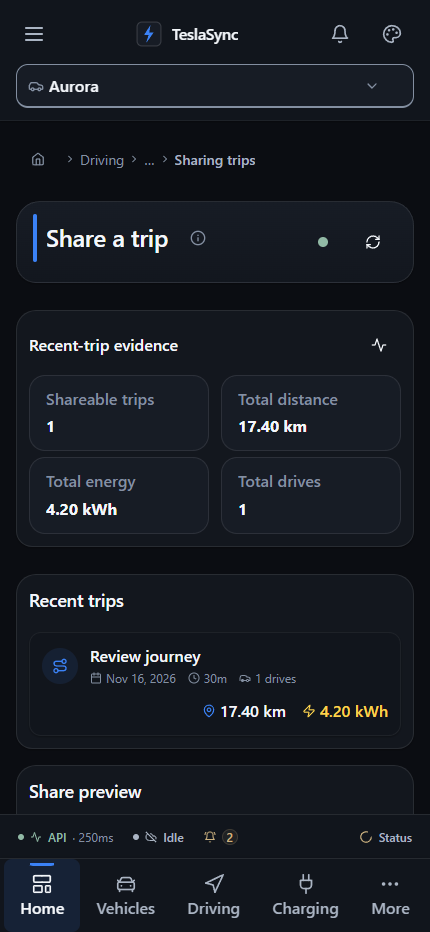 TeslaSync
Aurora
Driving ... Sharing trips
Share a trip
Recent-trip evidence
Shareable trips
1
Total distance
17.40 km
Total energy
4.20 kWh
Total drives
1
Recent trips
Review journey
Nov 16, 2026 30m 1 drives
17.40 km 4.20 kWh
Share preview
API · 250ms Idle 2 Status
Home Vehicles Driving Charging More